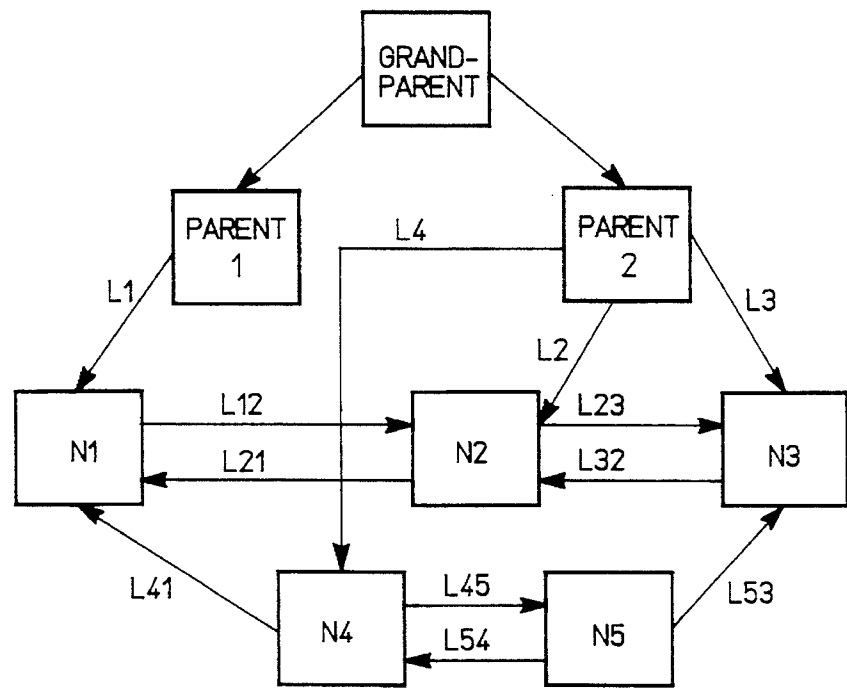 GRAND-
PARENT
PARENT
1
L4
PARENT
2
L1
L2
L3
N1
L12
L21
N2
L23
L32
N3
L41
N4
L45
L54
N5
L53